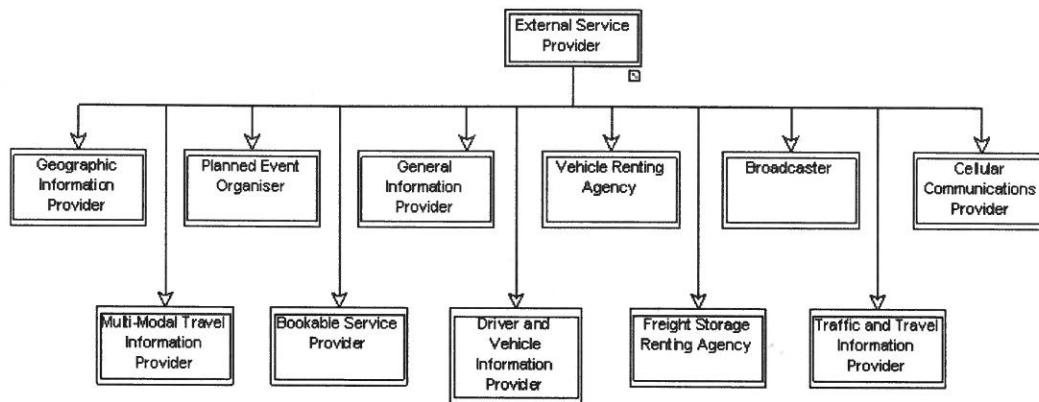 External Service
Provider
Geographic
Information
Provider
Planned Event
Organiser
General
Information
Provider
Vehicle Renting
Agency
Broadcaster
Cellular
Communications
Provider
Multi-Modal Travel
Information
Provider
Bookable Service
Provider
Driver and
Vehicle
Information
Provider
Freight Storage
Renting Agency
Traffic and Travel
Information
Provider